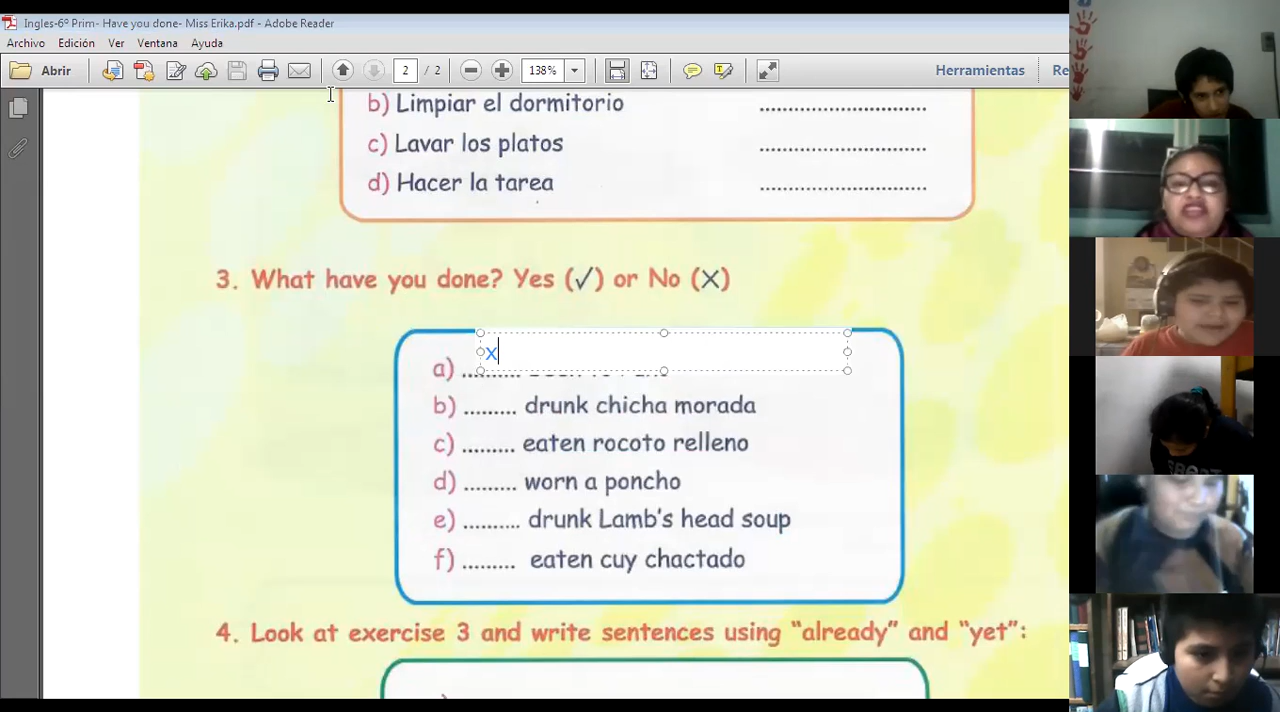 Ingles-6º Prim- Have you done- Miss Erika.pdf - Adobe Reader
Archivo Edición Ver Ventana Ayuda
Abrir 2 / 2 138% Herramientas Re
b) Limpiar el dormitorio ..............................
c) Lavar los platos ..............................
d) Hacer la tarea ..............................
3. What have you done? Yes (✓) or No (X)
x
a) .........
b) ......... drunk chicha morada
c) ......... eaten rocoto relleno
d) ......... worn a poncho
e) ......... drunk Lamb's head soup
f) ......... eaten cuy chactado
4. Look at exercise 3 and write sentences using “already” and “yet”: